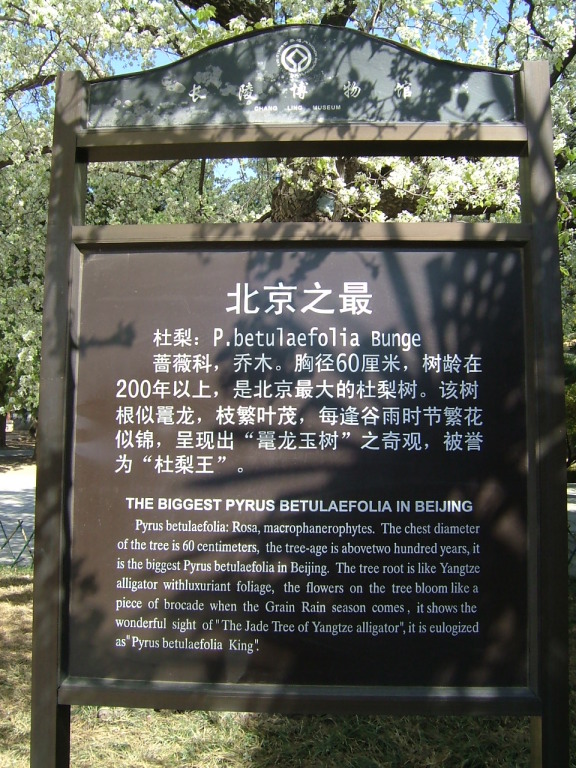 长陵博物馆
CHANG LING MUSEUM
北京之最
杜梨：P.betulaefolia Bunge
蔷薇科，乔木。胸径60厘米，树龄在
200年以上，是北京最大的杜梨树。该树
根似鼍龙，枝繁叶茂，每逢谷雨时节繁花
似锦，呈现出“鼍龙玉树”之奇观，被誉
为“杜梨王”。
THE BIGGEST PYRUS BETULAEFOLIA IN BEIJING
Pyrus betulaefolia: Rosa, macrophanerophytes. The chest diameter
of the tree is 60 centimeters, the tree-age is abovetwo hundred years, it
is the biggest Pyrus betulaefolia in Beijing. The tree root is like Yangtze
alligator withluxuriant foliage, the flowers on the tree bloom like a
piece of brocade when the Grain Rain season comes, it shows the
wonderful sight of "The Jade Tree of Yangtze alligator", it is eulogized
as"Pyrus betulaefolia King".